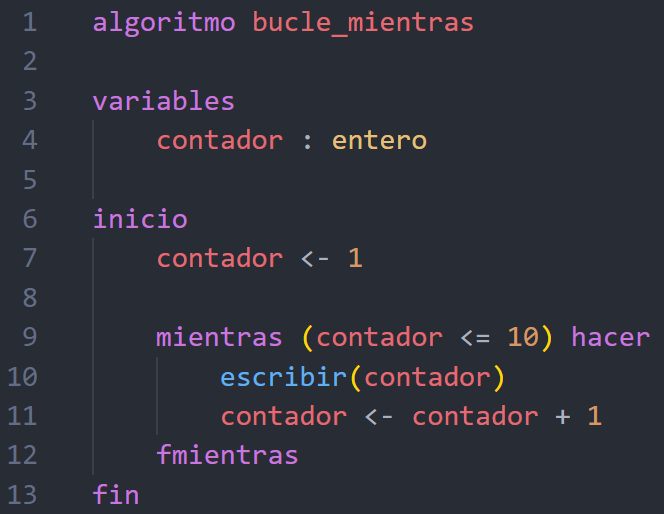 1 algoritmo bucle_mientras
2
3 variables
4 contador : entero
5
6 inicio
7 contador <- 1
8
9 mientras (contador <= 10) hacer
10 escribir(contador)
11 contador <- contador + 1
12 fmientras
13 fin